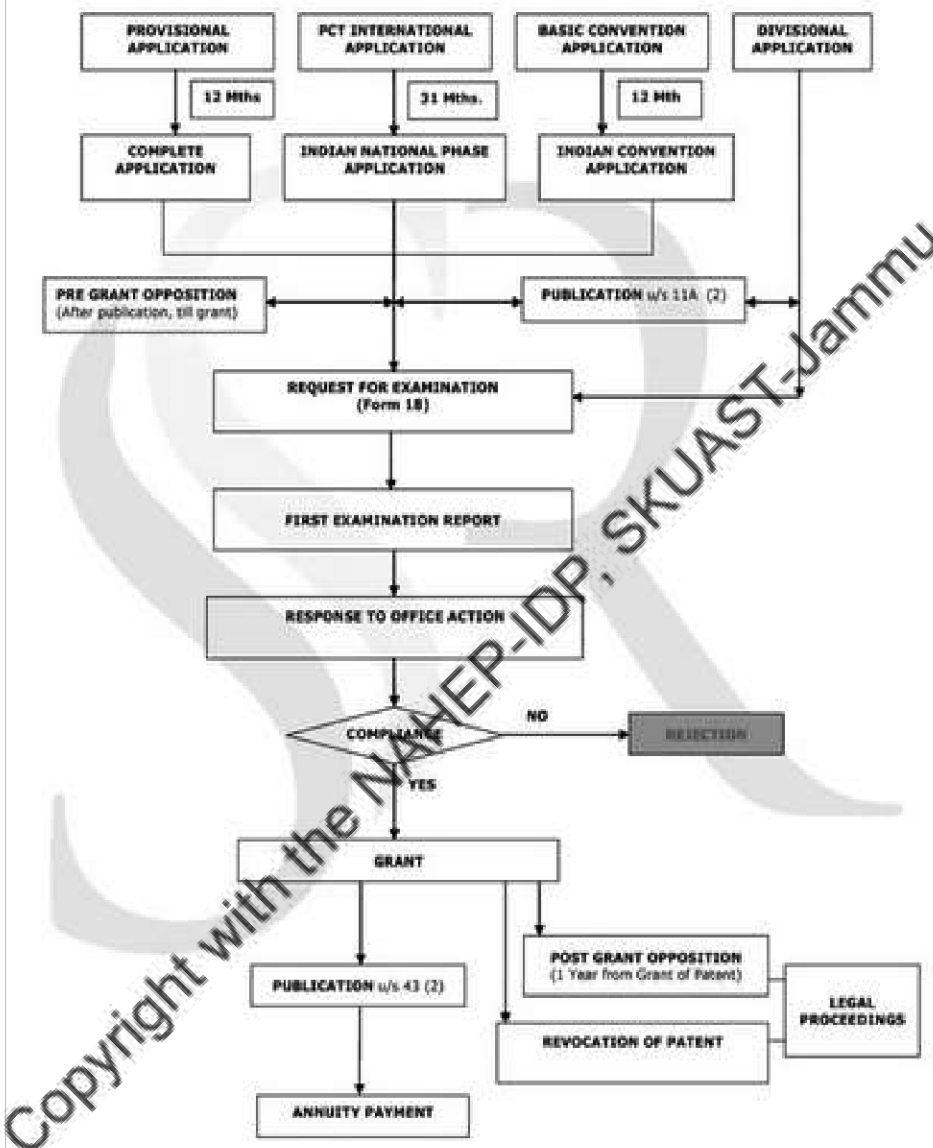 PROVISIONAL
APPLICATION
PCT INTERNATIONAL
APPLICATION
BASIC CONVENTION
APPLICATION
DIVISIONAL
APPLICATION
12 Mths
31 Mths.
12 Mth
COMPLETE
APPLICATION
INDIAN NATIONAL PHASE
APPLICATION
INDIAN CONVENTION
APPLICATION
PRE GRANT OPPOSITION
(After publication, till grant)
PUBLICATION u/s 11A (2)
REQUEST FOR EXAMINATION
(Form 18)
FIRST EXAMINATION REPORT
RESPONSE TO OFFICE ACTION
COMPLIANCE
NO
REJECTION
YES
GRANT
POST GRANT OPPOSITION
(1 Year from Grant of Patent)
PUBLICATION u/s 43 (2)
LEGAL
PROCEEDINGS
REVOCATION OF PATENT
ANNUITY PAYMENT
Copyright with the NAHEP-IDP, SKUAST-Jammu